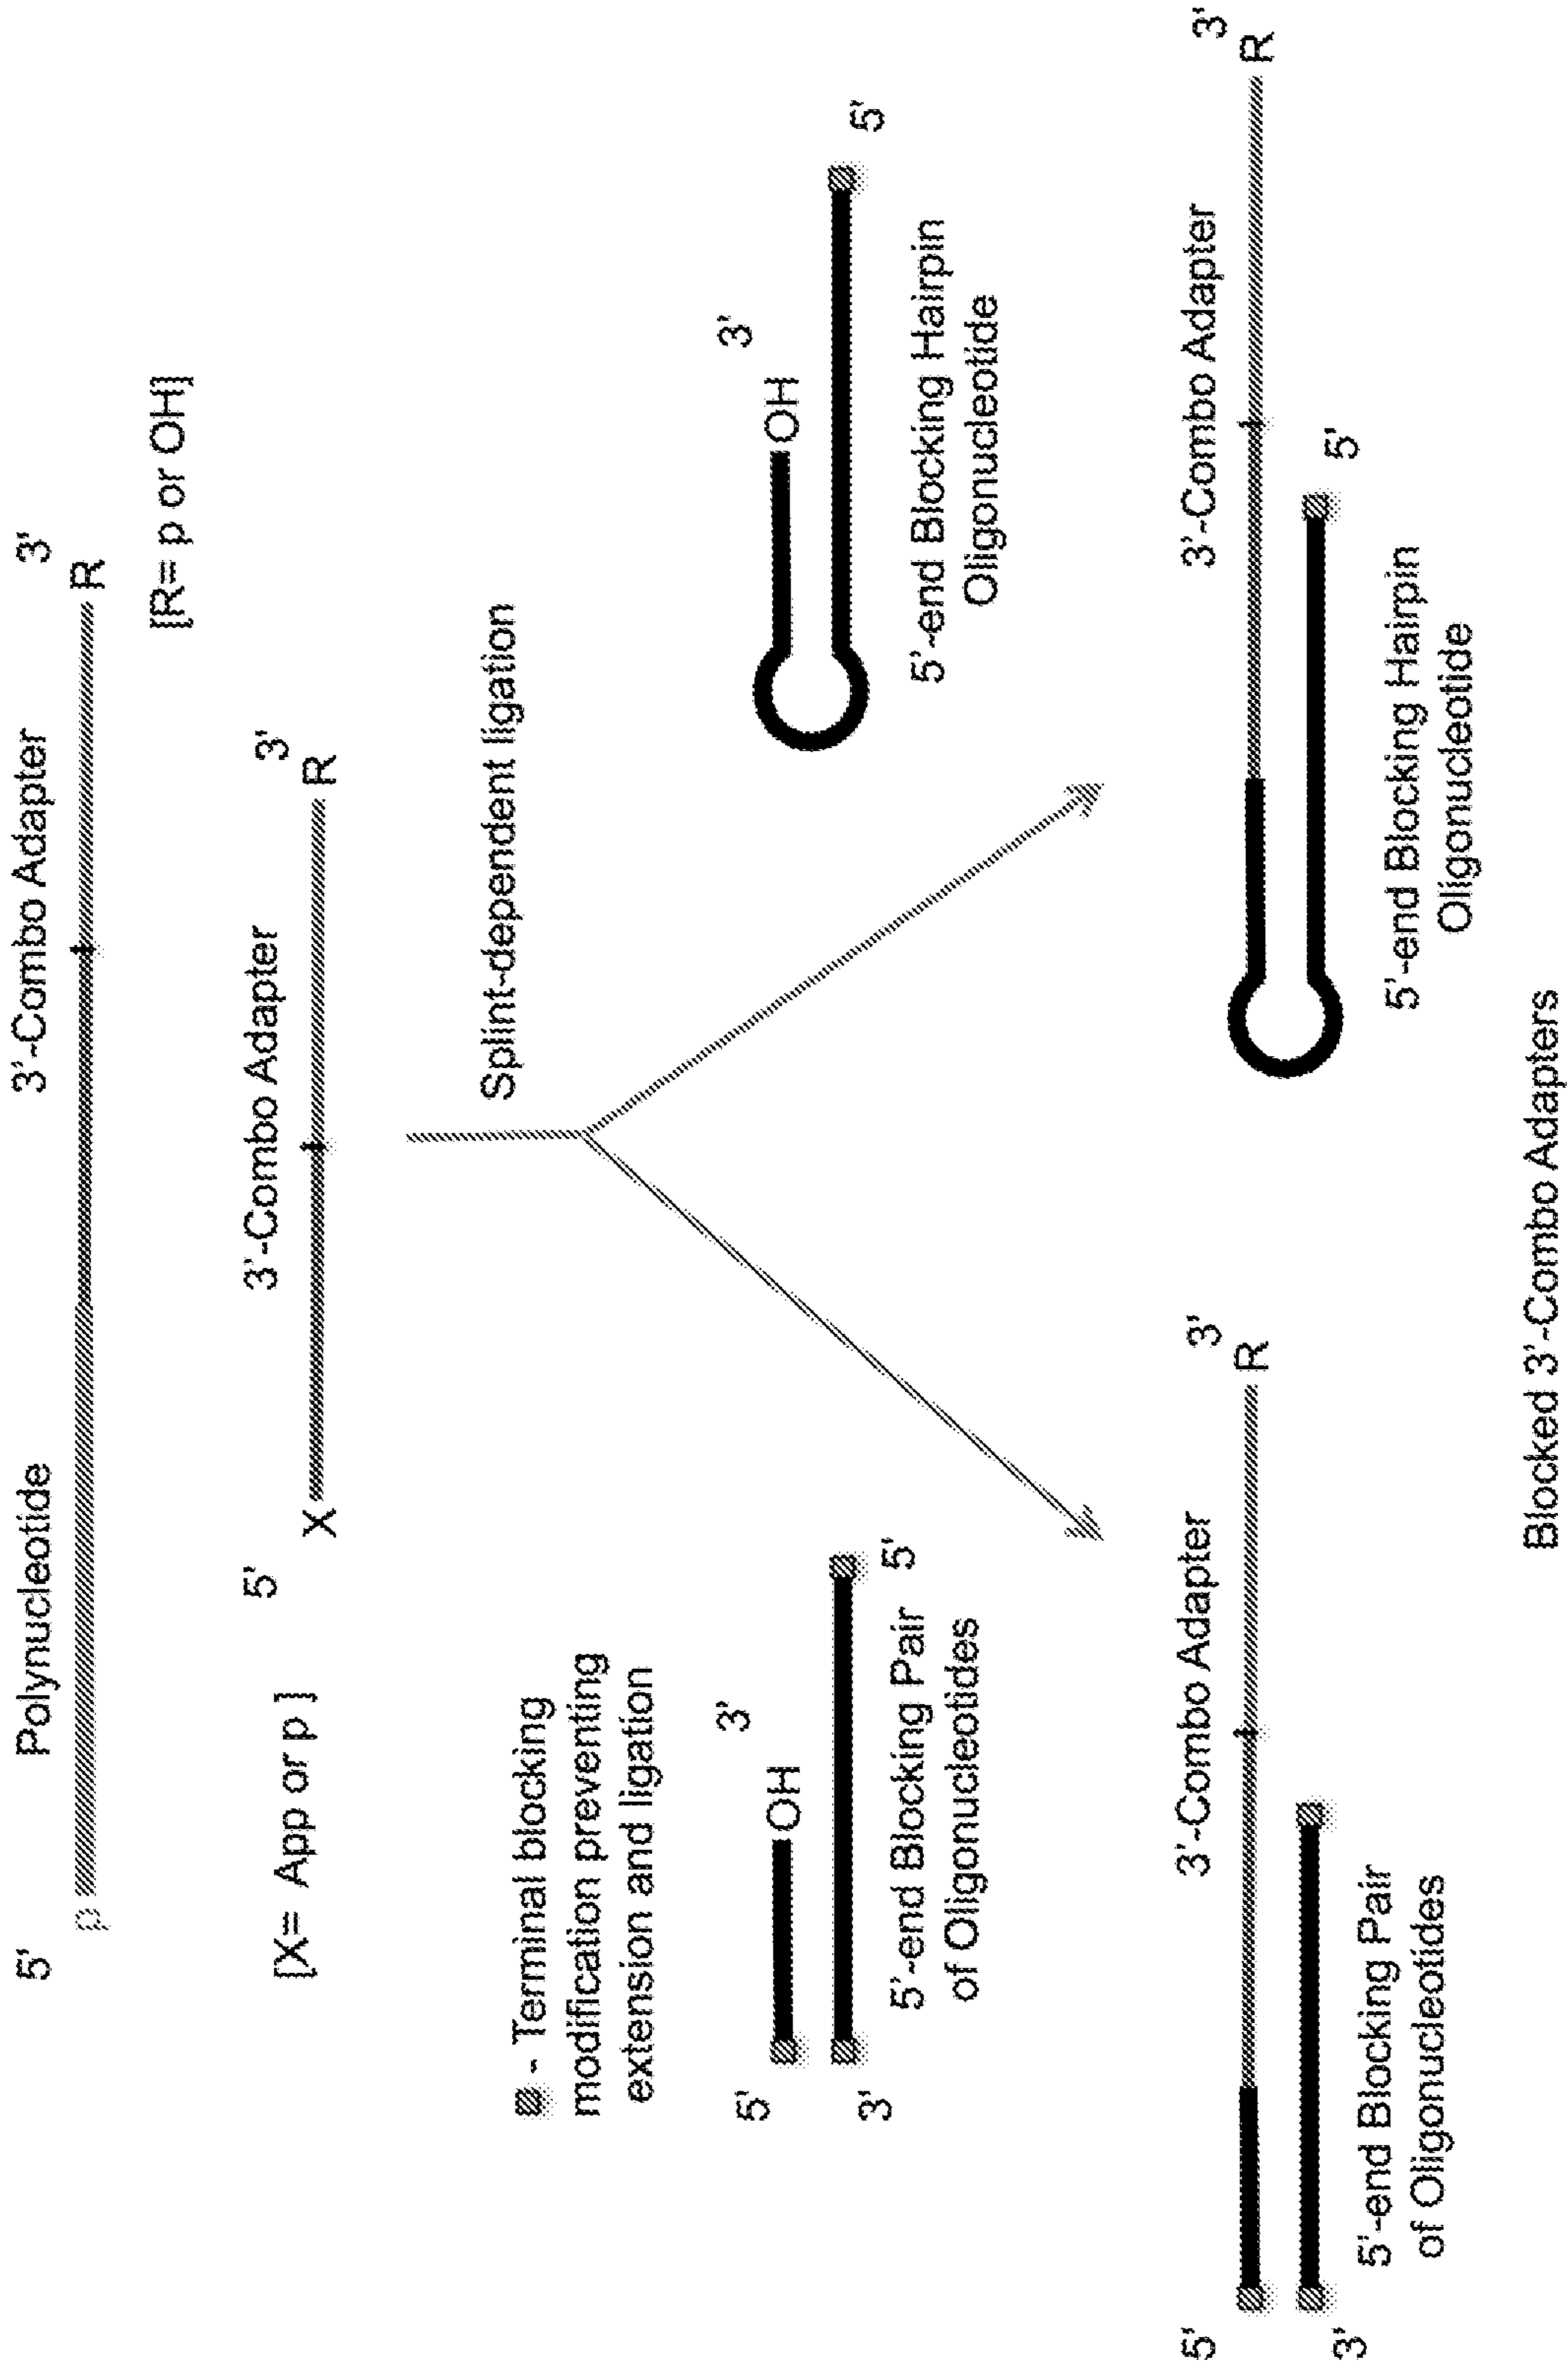 5'
Polynucleotide
3'-Combo Adapter
3'
p
R
[R= p or OH]
5'
3'-Combo Adapter
3'
X
R
[X= App or p ]
Splint-dependent ligation
- Terminal blocking
modification preventing
extension and ligation
5'
3'
OH
3'
5'
5'-end Blocking Pair
of Oligonucleotides
3'
OH
5'
5'-end Blocking Hairpin
Oligonucleotide
5'
3'-Combo Adapter
3'
R
3'
5'-end Blocking Pair
of Oligonucleotides
3'-Combo Adapter
3'
R
5'
5'-end Blocking Hairpin
Oligonucleotide
Blocked 3'-Combo Adapters